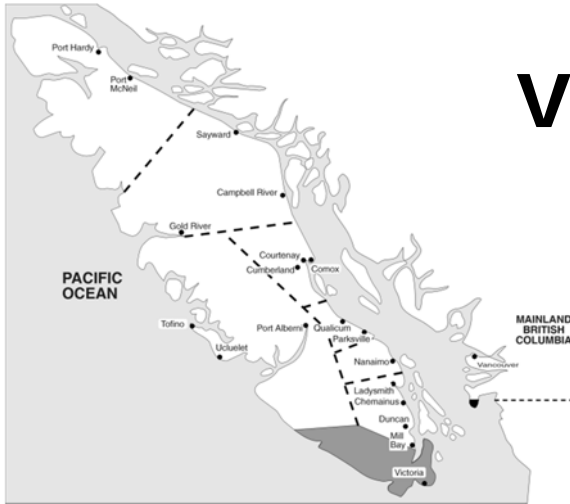 V
Port Hardy
Port
McNeil
Sayward
Campbell River
Gold River
Courtenay
Cumberland
Comox
PACIFIC
OCEAN
MAINLAND
BRITISH
COLUMBIA
Tofino
Port Alberni
Qualicum
Parksville
Ucluelet
Nanaimo
Vancouver
Ladysmith
Chemainus
Duncan
Mill
Bay
Victoria